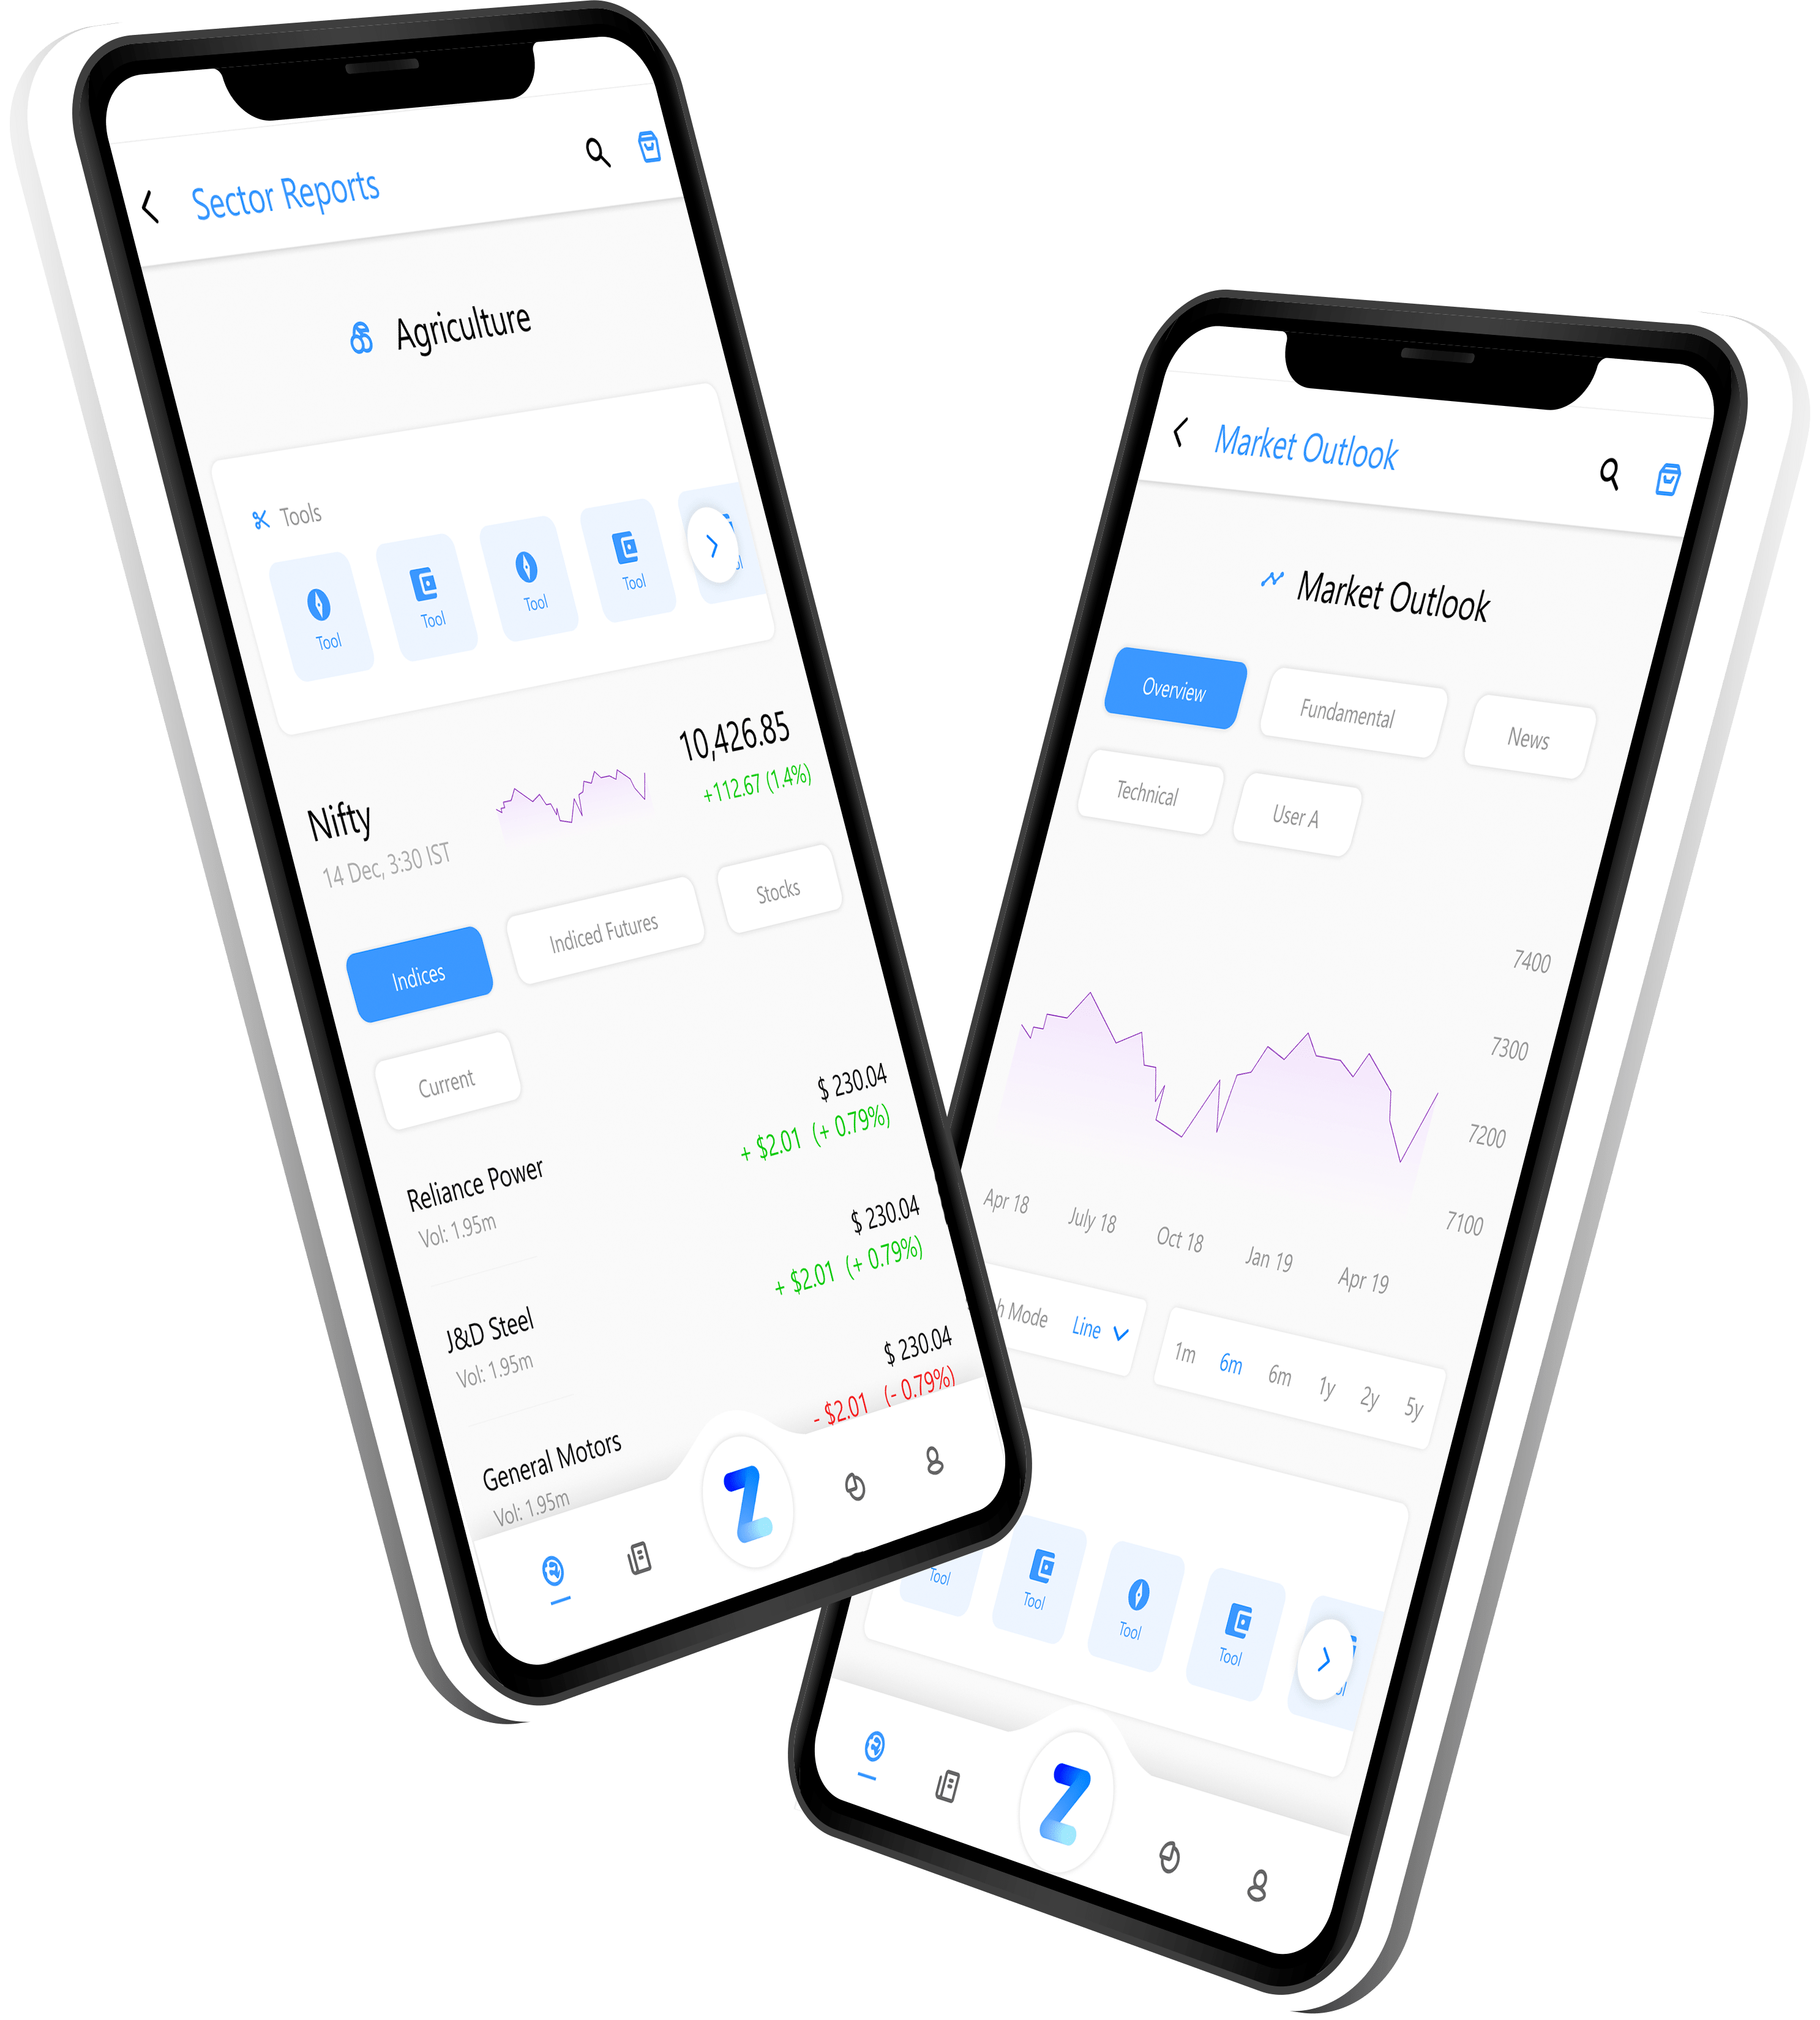 Sector Reports
Agriculture
Tools
Tool
Tool
Tool
Tool
Nifty
14 Dec, 3:30 IST
10,426.85
+112.67 (1.4%)
Indices
Indiced Futures
Stocks
Current
Reliance Power
Vol: 1.95m
$ 230.04
+ $2.01 (+ 0.79%)
J&D Steel
Vol: 1.95m
$ 230.04
+ $2.01 (+ 0.79%)
General Motors
Vol: 1.95m
$ 230.04
- $2.01 (- 0.79%)
Z
Market Outlook
Market Outlook
Overview
Fundamental
News
Technical
User A
7400
7300
7200
7100
Apr 18
July 18
Oct 18
Jan 19
Apr 19
Mode
Line
1m
6m
6m
1y
2y
5y
Tool
Tool
Tool
Tool
Z